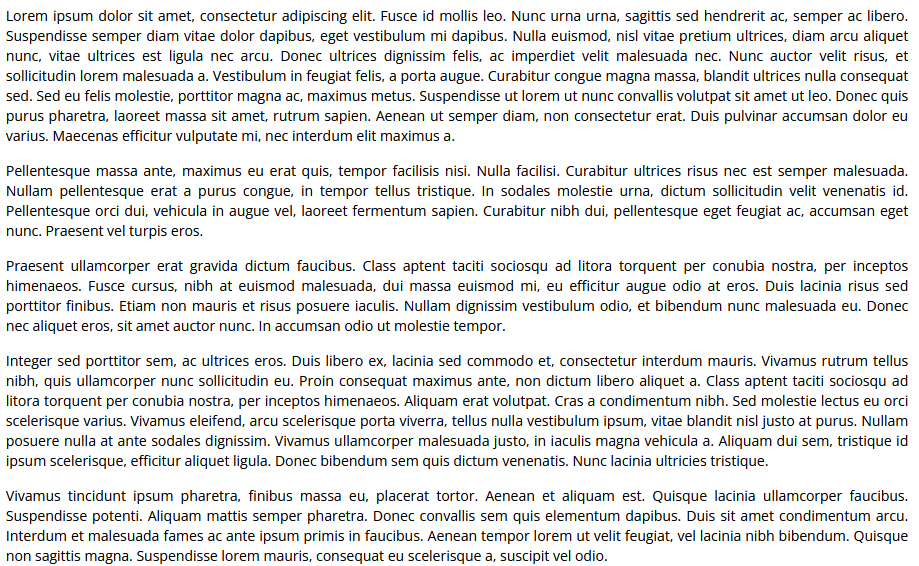 Lorem ipsum dolor sit amet, consectetur adipiscing elit. Fusce id mollis leo. Nunc urna urna, sagittis sed hendrerit ac, semper ac libero.
Suspendisse semper diam vitae dolor dapibus, eget vestibulum mi dapibus. Nulla euismod, nisl vitae pretium ultrices, diam arcu aliquet
nunc, vitae ultrices est ligula nec arcu. Donec ultrices dignissim felis, ac imperdiet velit malesuada nec. Nunc auctor velit risus, et
sollicitudin lorem malesuada a. Vestibulum in feugiat felis, a porta augue. Curabitur congue magna massa, blandit ultrices nulla consequat
sed. Sed eu felis molestie, porttitor magna ac, maximus metus. Suspendisse ut lorem ut nunc convallis volutpat sit amet ut leo. Donec quis
purus pharetra, laoreet massa sit amet, rutrum sapien. Aenean ut semper diam, non consectetur erat. Duis pulvinar accumsan dolor eu
varius. Maecenas efficitur vulputate mi, nec interdum elit maximus a.
Pellentesque massa ante, maximus eu erat quis, tempor facilisis nisi. Nulla facilisi. Curabitur ultrices risus nec est semper malesuada.
Nullam pellentesque erat a purus congue, in tempor tellus tristique. In sodales molestie urna, dictum sollicitudin velit venenatis id.
Pellentesque orci dui, vehicula in augue vel, laoreet fermentum sapien. Curabitur nibh dui, pellentesque eget feugiat ac, accumsan eget
nunc. Praesent vel turpis eros.
Praesent ullamcorper erat gravida dictum faucibus. Class aptent taciti sociosqu ad litora torquent per conubia nostra, per inceptos
himenaeos. Fusce cursus, nibh at euismod malesuada, dui massa euismod mi, eu efficitur augue odio at eros. Duis lacinia risus sed
porttitor finibus. Etiam non mauris et risus posuere iaculis. Nullam dignissim vestibulum odio, et bibendum nunc malesuada eu. Donec
nec aliquet eros, sit amet auctor nunc. In accumsan odio ut molestie tempor.
Integer sed porttitor sem, ac ultrices eros. Duis libero ex, lacinia sed commodo et, consectetur interdum mauris. Vivamus rutrum tellus
nibh, quis ullamcorper nunc sollicitudin eu. Proin consequat maximus ante, non dictum libero aliquet a. Class aptent taciti sociosqu ad
litora torquent per conubia nostra, per inceptos himenaeos. Aliquam erat volutpat. Cras a condimentum nibh. Sed molestie lectus eu orci
scelerisque varius. Vivamus eleifend, arcu scelerisque porta viverra, tellus nulla vestibulum ipsum, vitae blandit nisl justo at purus. Nullam
posuere nulla at ante sodales dignissim. Vivamus ullamcorper malesuada justo, in iaculis magna vehicula a. Aliquam dui sem, tristique id
ipsum scelerisque, efficitur aliquet ligula. Donec bibendum sem quis dictum venenatis. Nunc lacinia ultricies tristique.
Vivamus tincidunt ipsum pharetra, finibus massa eu, placerat tortor. Aenean et aliquam est. Quisque lacinia ullamcorper faucibus.
Suspendisse potenti. Aliquam mattis semper pharetra. Donec convallis sem quis elementum dapibus. Duis sit amet condimentum arcu.
Interdum et malesuada fames ac ante ipsum primis in faucibus. Aenean tempor lorem ut velit feugiat, vel lacinia nibh bibendum. Quisque
non sagittis magna. Suspendisse lorem mauris, consequat eu scelerisque a, suscipit vel odio.